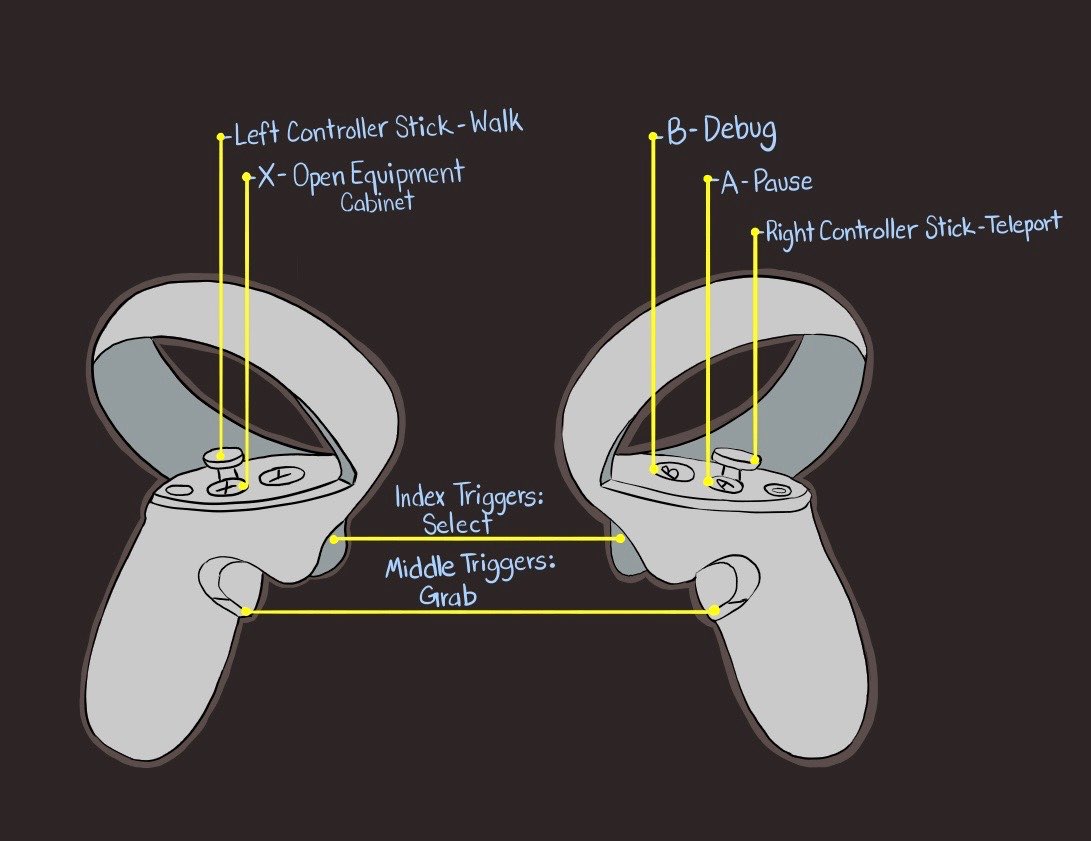 Left Controller Stick - Walk
X - Open Equipment
Cabinet
B - Debug
A - Pause
Right Controller Stick - Teleport
X
B
A
Index Triggers:
Select
Middle Triggers:
Grab